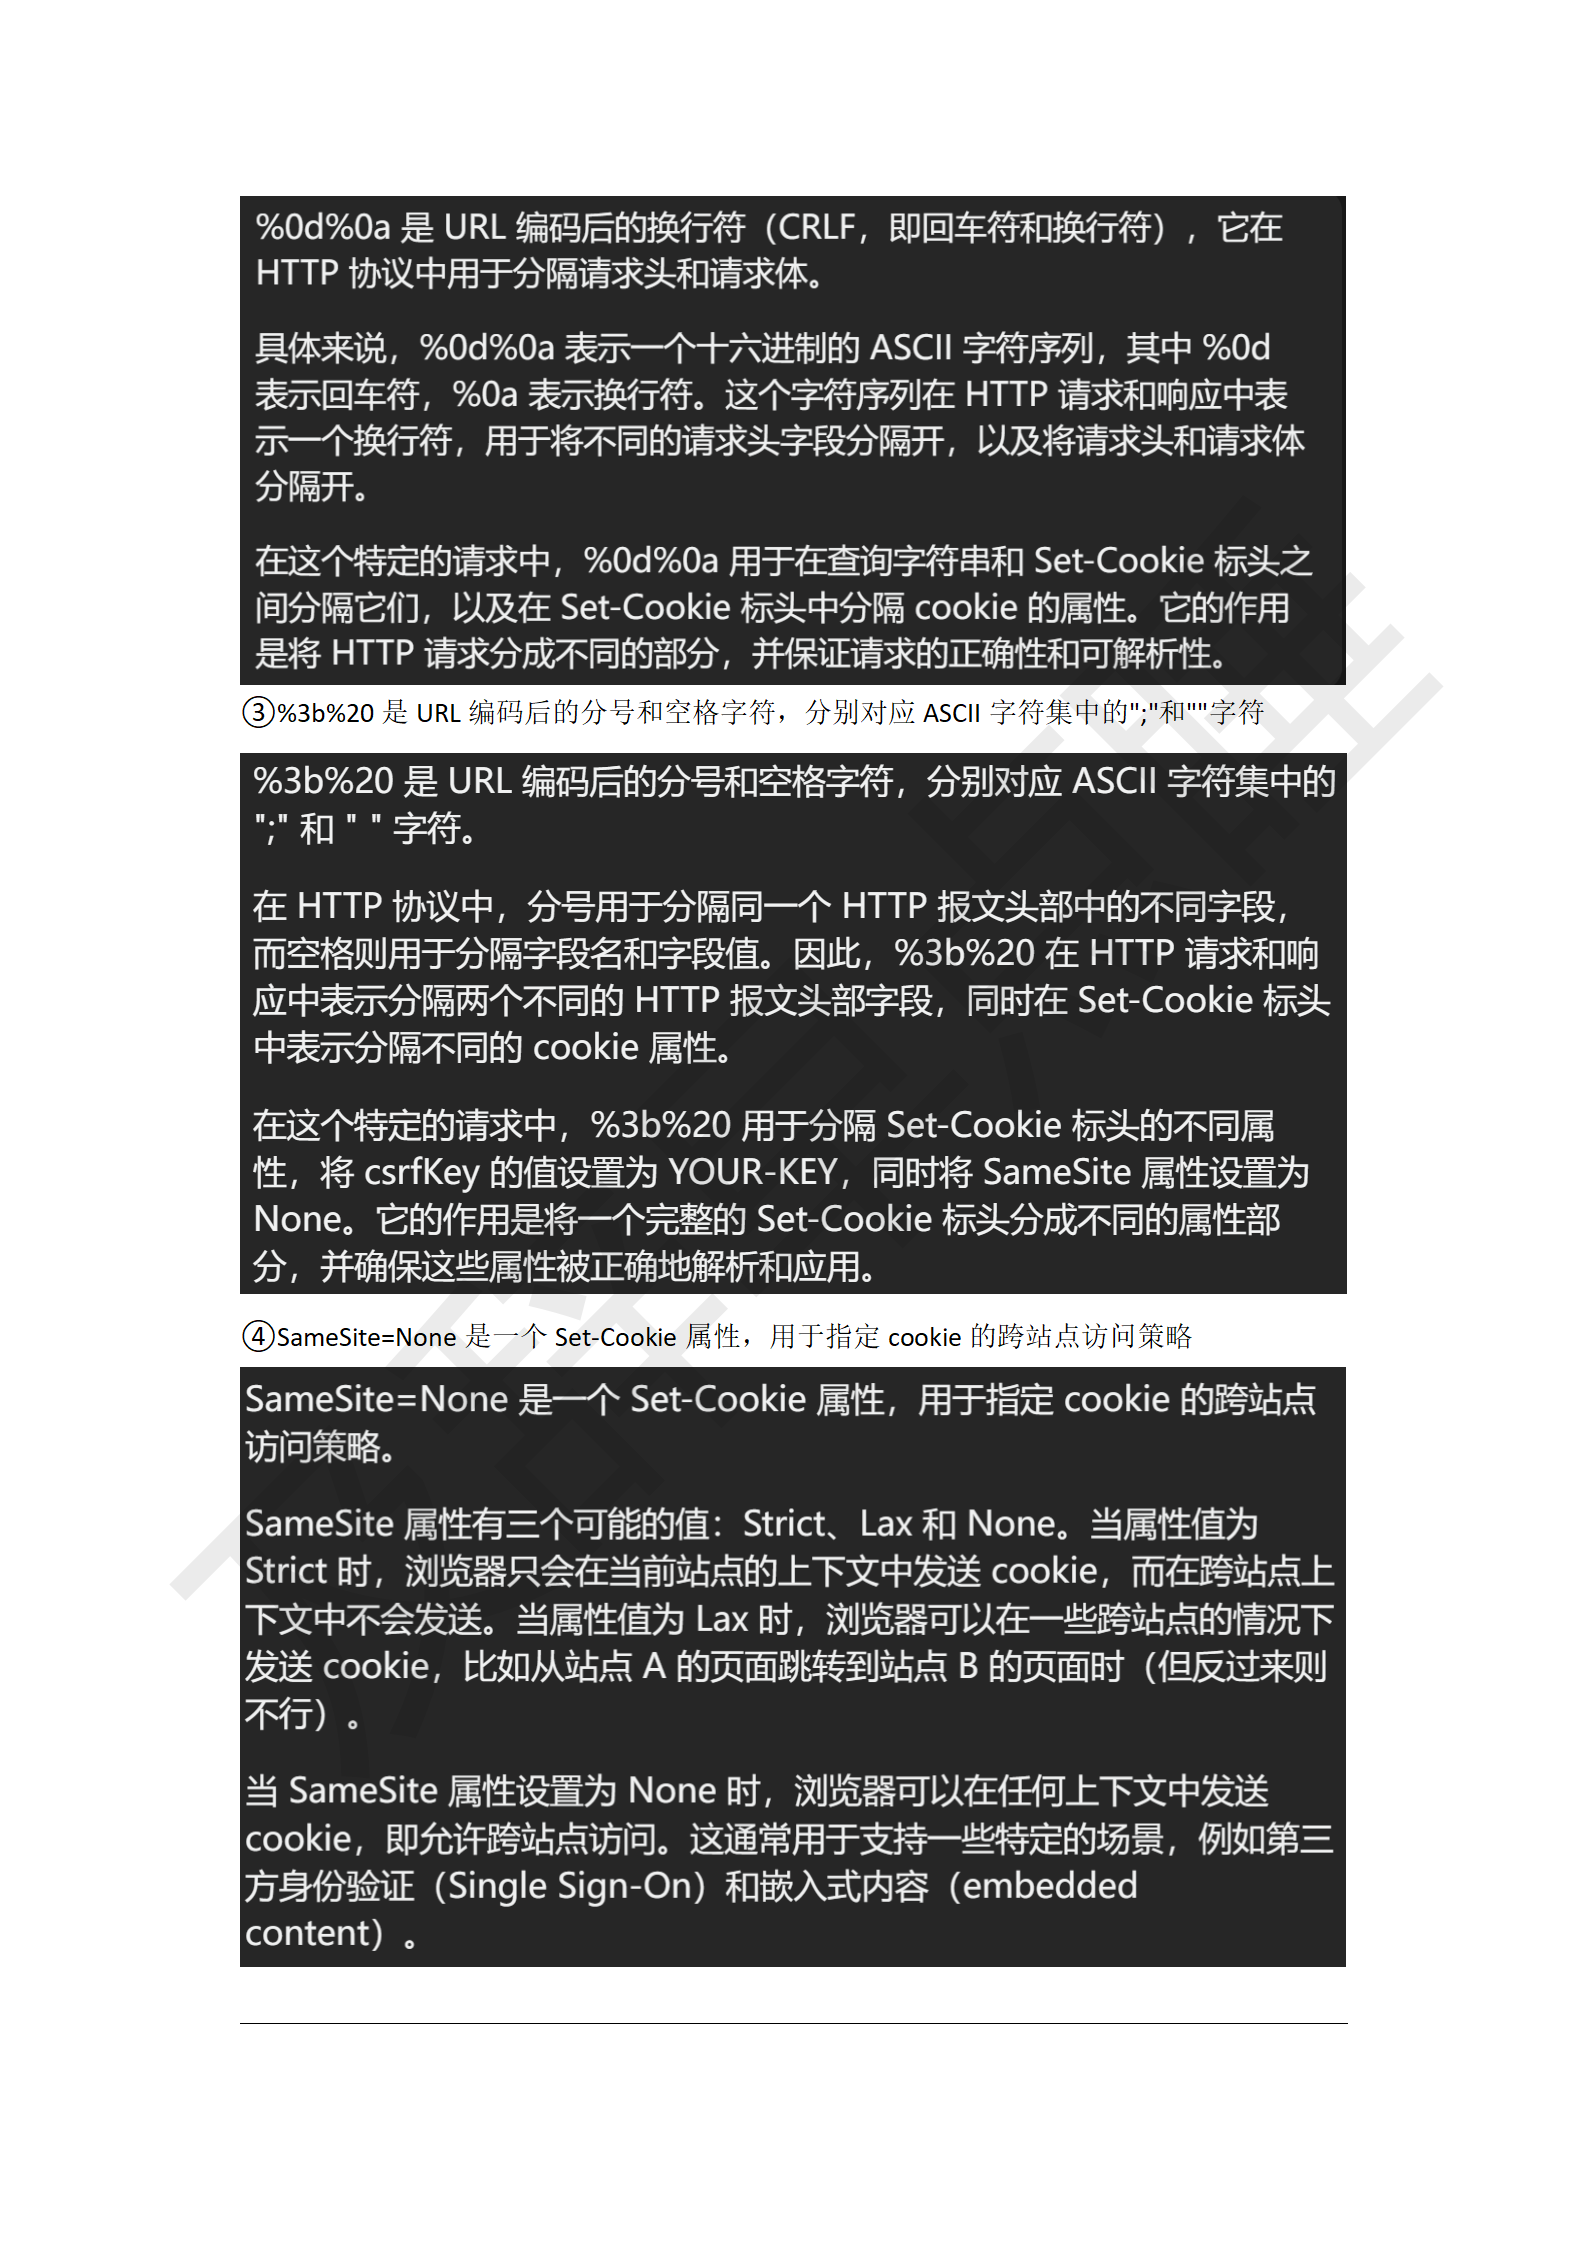 %0d%0a 是 URL 编码后的换行符（CRLF，即回车符和换行符），它在
HTTP 协议中用于分隔请求头和请求体。
具体来说，%0d%0a 表示一个十六进制的 ASCII 字符序列，其中 %0d
表示回车符，%0a 表示换行符。这个字符序列在 HTTP 请求和响应中表
示一个换行符，用于将不同的请求头字段分隔开，以及将请求头和请求体
分隔开。
在这个特定的请求中，%0d%0a 用于在查询字符串和 Set-Cookie 标头之
间分隔它们，以及在 Set-Cookie 标头中分隔 cookie 的属性。它的作用
是将 HTTP 请求分成不同的部分，并保证请求的正确性和可解析性。
③%3b%20 是 URL 编码后的分号和空格字符，分别对应 ASCII 字符集中的";"和""字符
%3b%20 是 URL 编码后的分号和空格字符，分别对应 ASCII 字符集中的
";" 和 " " 字符。
在 HTTP 协议中，分号用于分隔同一个 HTTP 报文头部中的不同字段，
而空格则用于分隔字段名和字段值。因此，%3b%20 在 HTTP 请求和响
应中表示分隔两个不同的 HTTP 报文头部字段，同时在 Set-Cookie 标头
中表示分隔不同的 cookie 属性。
在这个特定的请求中，%3b%20 用于分隔 Set-Cookie 标头的不同属
性，将 csrfKey 的值设置为 YOUR-KEY，同时将 SameSite 属性设置为
None。它的作用是将一个完整的 Set-Cookie 标头分成不同的属性部
分，并确保这些属性被正确地解析和应用。
④SameSite=None 是一个 Set-Cookie 属性，用于指定 cookie 的跨站点访问策略
SameSite=None 是一个 Set-Cookie 属性，用于指定 cookie 的跨站点
访问策略。
SameSite 属性有三个可能的值：Strict、Lax 和 None。当属性值为
Strict 时，浏览器只会在当前站点的上下文中发送 cookie，而在跨站点上
下文中不会发送。当属性值为 Lax 时，浏览器可以在一些跨站点的情况下
发送 cookie，比如从站点 A 的页面跳转到站点 B 的页面时（但反过来则
不行）。
当 SameSite 属性设置为 None 时，浏览器可以在任何上下文中发送
cookie，即允许跨站点访问。这通常用于支持一些特定的场景，例如第三
方身份验证（Single Sign-On）和嵌入式内容（embedded
content）。